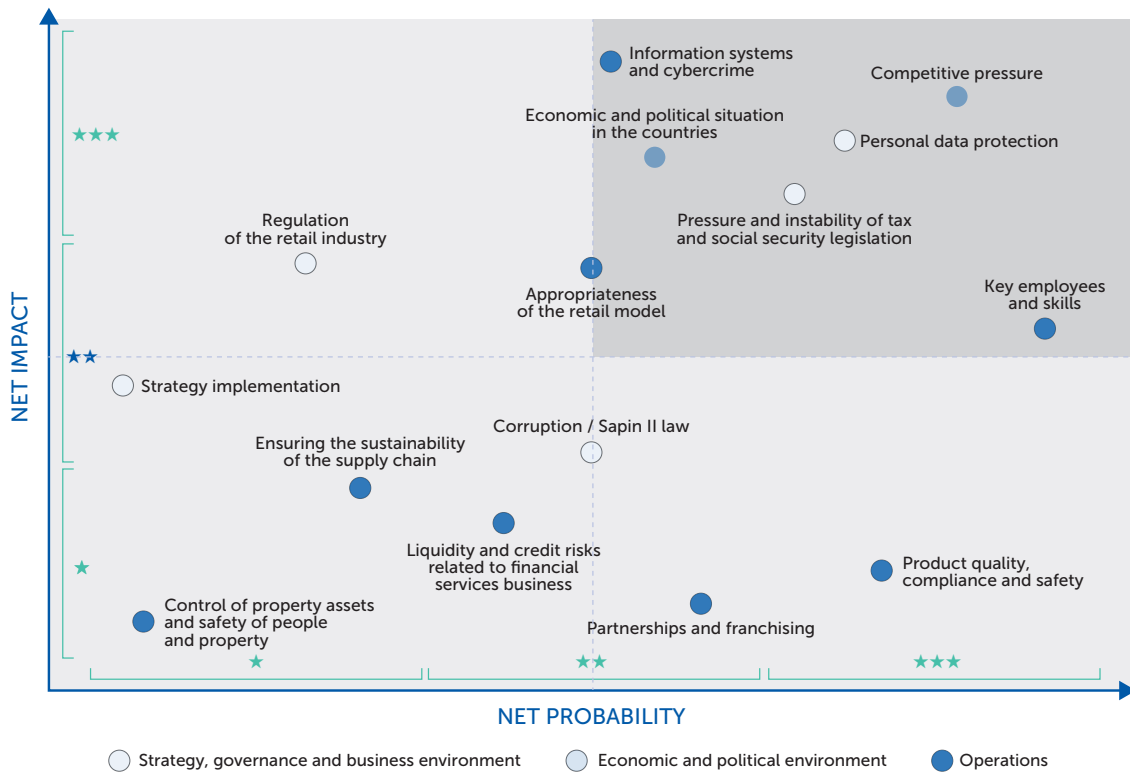 Information systems
and cybercrime
Competitive pressure
Economic and political situation
in the countries
★★★
Personal data protection
Regulation
of the retail industry
Pressure and instability of tax
and social security legislation
Appropriateness
of the retail model
Key employees
and skills
NET IMPACT
★★
Strategy implementation
Corruption / Sapin II law
Ensuring the sustainability
of the supply chain
Liquidity and credit risks
related to financial
services business
★
Product quality,
compliance and safety
Control of property assets
and safety of people
and property
Partnerships and franchising
★
★★
★★★
NET PROBABILITY
Strategy, governance and business environment
Economic and political environment
Operations